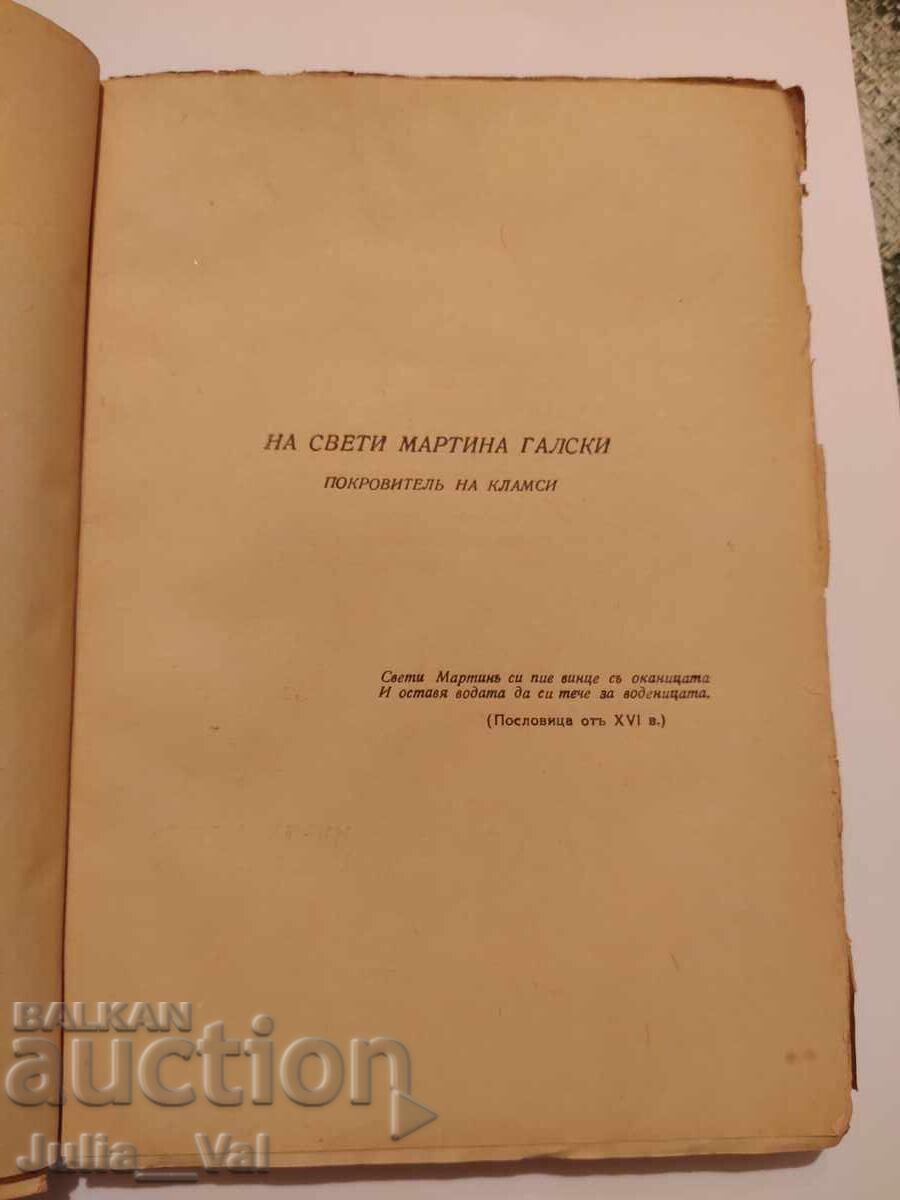 НА СВЕТИ МАРТИНА ГАЛСКИ
ПОКРОВИТЕЛЬ НА КЛАМСИ
Свети Мартинъ си пие винце съ оканицата
И оставя водата да си тече за воденицата.
(Пословица отъ XVI в.)
BALKAN
auction
Julia__Val